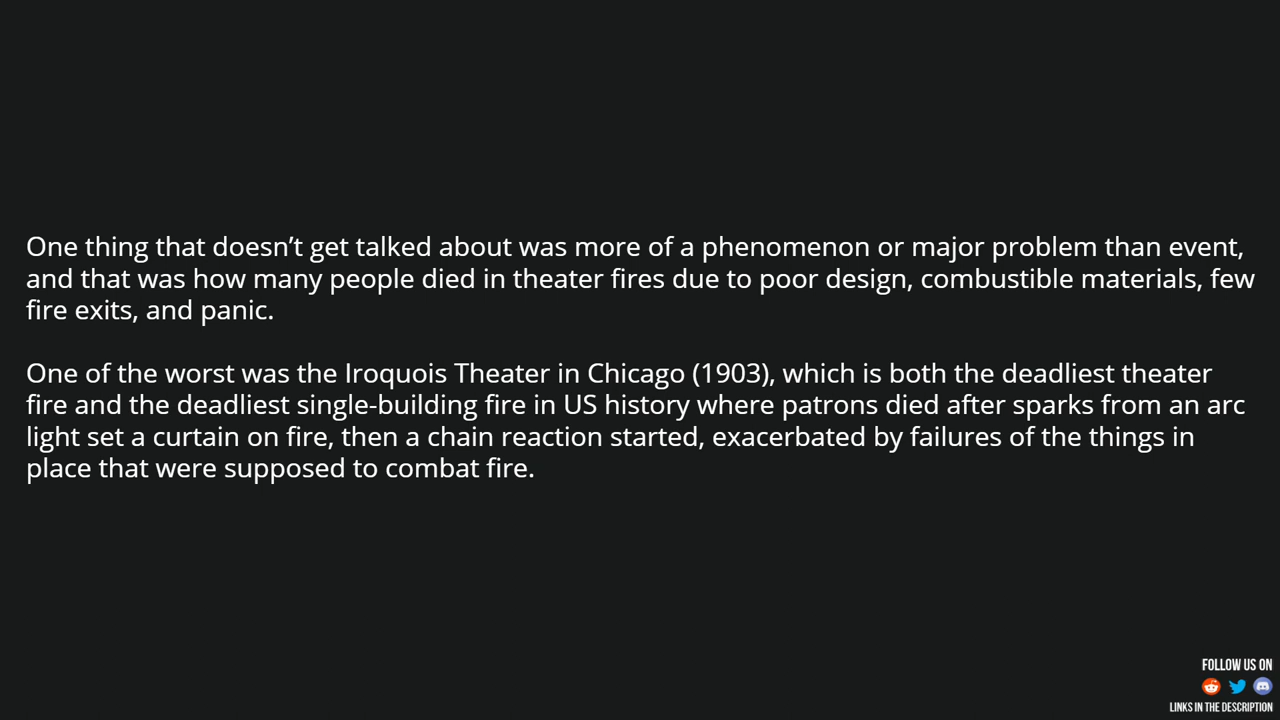 One thing that doesn’t get talked about was more of a phenomenon or major problem than event,
and that was how many people died in theater fires due to poor design, combustible materials, few
fire exits, and panic.
One of the worst was the Iroquois Theater in Chicago (1903), which is both the deadliest theater
fire and the deadliest single-building fire in US history where patrons died after sparks from an arc
light set a curtain on fire, then a chain reaction started, exacerbated by failures of the things in
place that were supposed to combat fire.
FOLLOW US ON
LINKS IN THE DESCRIPTION